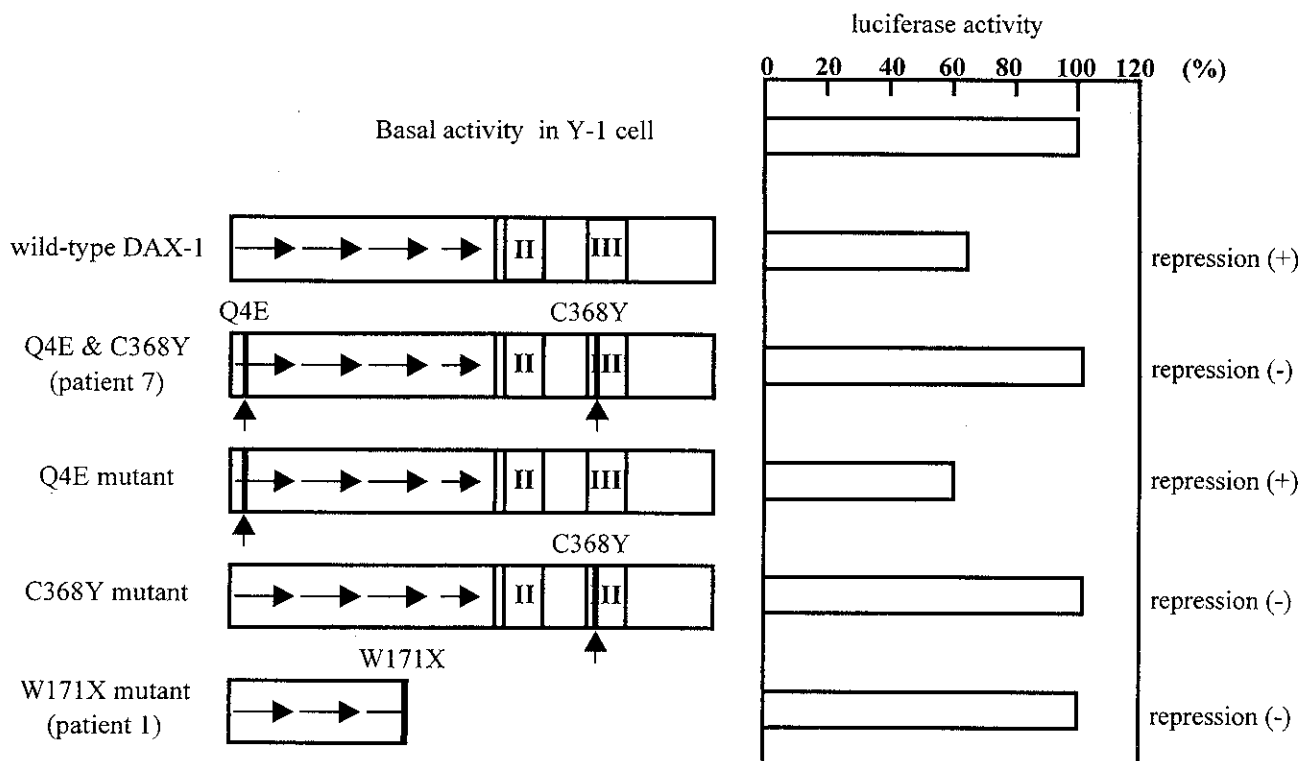 luciferase activity
0 20 40 60 80 100 120 (%)
Basal activity in Y-1 cell
wild-type DAX-1
II III
repression (+)
Q4E C368Y
Q4E & C368Y
(patient 7)
II III
repression (-)
Q4E mutant
II III
repression (+)
C368Y
C368Y mutant
II III
repression (-)
W171X
W171X mutant
(patient 1)
repression (-)